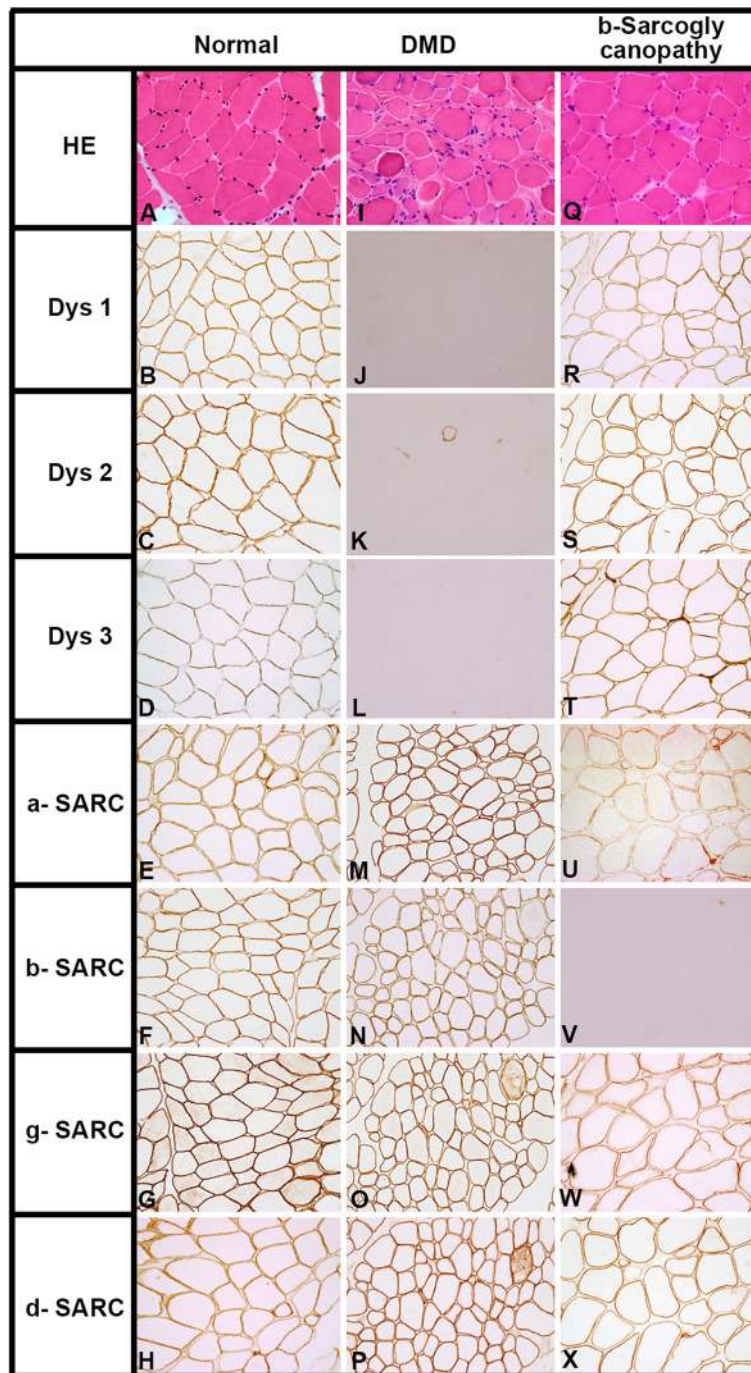 Normal DMD b-Sarcogly
canopathy
HE
A I Q
Dys 1
B J R
Dys 2
C K S
Dys 3
D L T
a- SARC
E M U
b- SARC
F N V
g- SARC
G O W
d- SARC
H P X